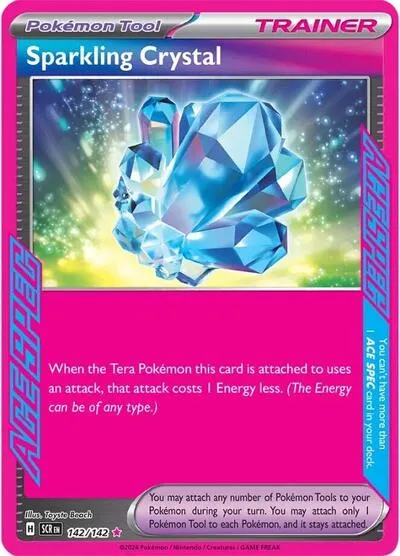 Pokémon Tool
TRAINER
Sparkling Crystal
ACE SPEC
ACE SPEC
You can't have more than
1 ACE SPEC card in your deck.
When the Tera Pokémon this card is attached to uses
an attack, that attack costs 1 Energy less. (The Energy
can be of any type.)
Illus. Toyste Beach
H SCR EN 142/142
You may attach any number of Pokémon Tools to your
Pokémon during your turn. You may attach only 1
Pokémon Tool to each Pokémon, and it stays attached.
©2024 Pokémon / Nintendo / Creatures / GAME FREAK